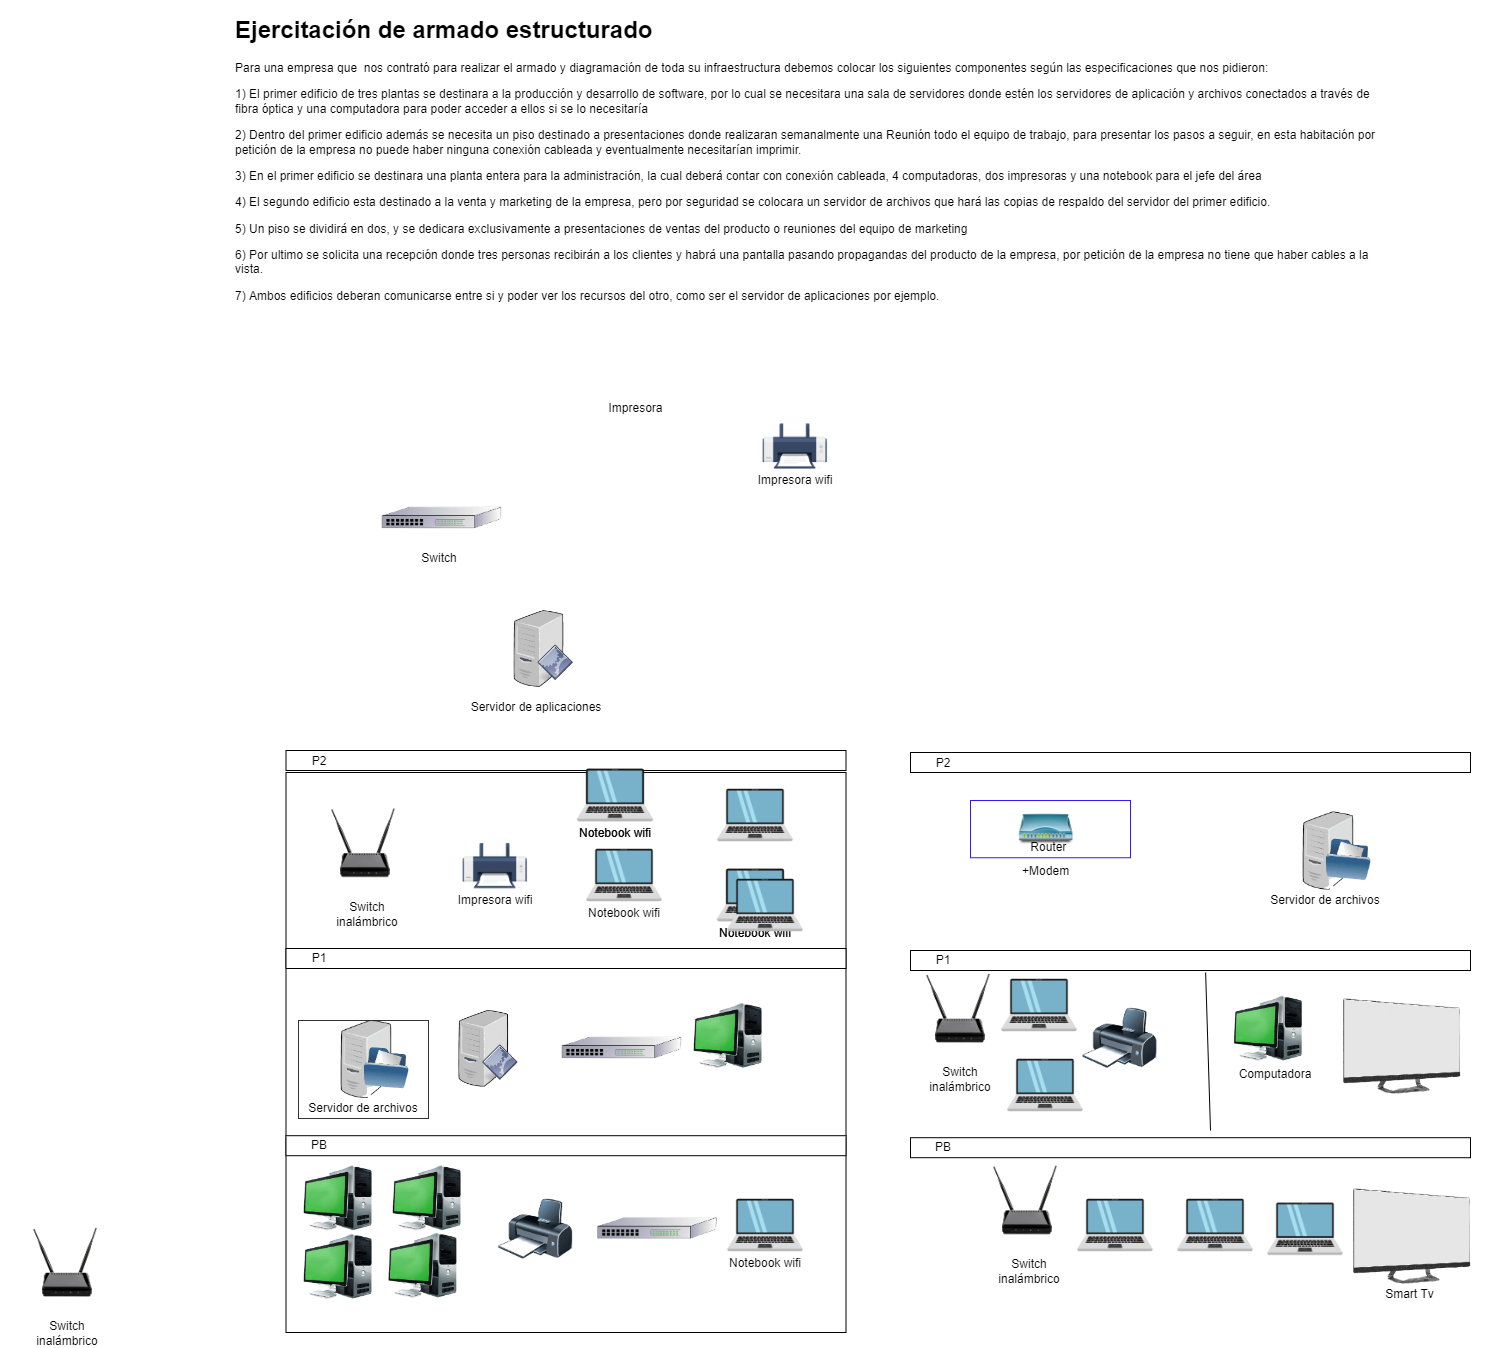 Ejercitación de armado estructurado
Para una empresa que  nos contrató para realizar el armado y diagramación de toda su infraestructura debemos colocar los siguientes componentes según las especificaciones que nos pidieron:
1) El primer edificio de tres plantas se destinara a la producción y desarrollo de software, por lo cual se necesitara una sala de servidores donde estén los servidores de aplicación y archivos conectados a través de
fibra óptica y una computadora para poder acceder a ellos si se lo necesitaría
2) Dentro del primer edificio además se necesita un piso destinado a presentaciones donde realizaran semanalmente una Reunión todo el equipo de trabajo, para presentar los pasos a seguir, en esta habitación por
petición de la empresa no puede haber ninguna conexión cableada y eventualmente necesitarían imprimir.
3) En el primer edificio se destinara una planta entera para la administración, la cual deberá contar con conexión cableada, 4 computadoras, dos impresoras y una notebook para el jefe del área
4) El segundo edificio esta destinado a la venta y marketing de la empresa, pero por seguridad se colocara un servidor de archivos que hará las copias de respaldo del servidor del primer edificio.
5) Un piso se dividirá en dos, y se dedicara exclusivamente a presentaciones de ventas del producto o reuniones del equipo de marketing
6) Por ultimo se solicita una recepción donde tres personas recibirán a los clientes y habrá una pantalla pasando propagandas del producto de la empresa, por petición de la empresa no tiene que haber cables a la
vista.
7) Ambos edificios deberan comunicarse entre si y poder ver los recursos del otro, como ser el servidor de aplicaciones por ejemplo.
Impresora
Impresora wifi
Switch
Servidor de aplicaciones
P2
Notebook wifi
Switch
inalámbrico
Impresora wifi
Notebook wifi
Notebook wifi
P1
Servidor de archivos
PB
Notebook wifi
P2
Router
+Modem
Servidor de archivos
P1
Switch
inalámbrico
Computadora
PB
Switch
inalámbrico
Smart Tv
Switch
inalámbrico